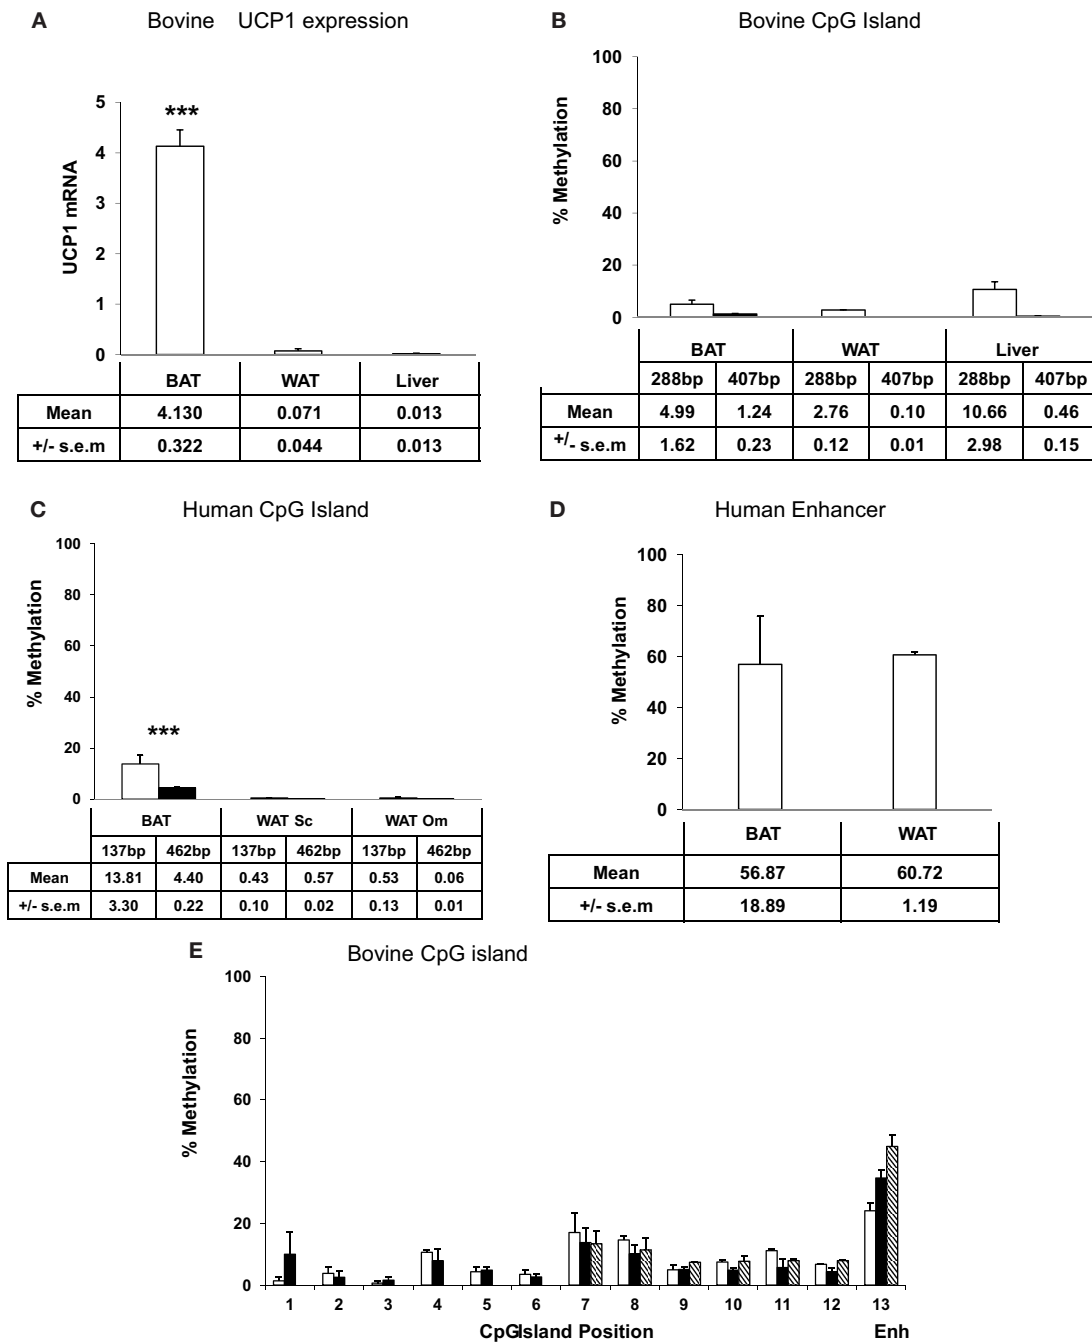 A Bovine UCP1 expression
5
4
3
2
1
0
UCP1 mRNA
***
BAT WAT Liver
Mean 4.130 0.071 0.013
+/- s.e.m 0.322 0.044 0.013
B Bovine CpG Island
100
80
60
40
20
0
% Methylation
BAT WAT Liver
288bp 407bp 288bp 407bp 288bp 407bp
Mean 4.99 1.24 2.76 0.10 10.66 0.46
+/- s.e.m 1.62 0.23 0.12 0.01 2.98 0.15
C Human CpG Island
100
80
60
40
20
0
% Methylation
***
BAT WAT Sc WAT Om
137bp 462bp 137bp 462bp 137bp 462bp
Mean 13.81 4.40 0.43 0.57 0.53 0.06
+/- s.e.m 3.30 0.22 0.10 0.02 0.13 0.01
D Human Enhancer
100
80
60
40
20
0
% Methylation
BAT WAT
Mean 56.87 60.72
+/- s.e.m 18.89 1.19
E Bovine CpG island
100
80
60
40
20
0
% Methylation
1 2 3 4 5 6 7 8 9 10 11 12 13
CpGIsland Position Enh